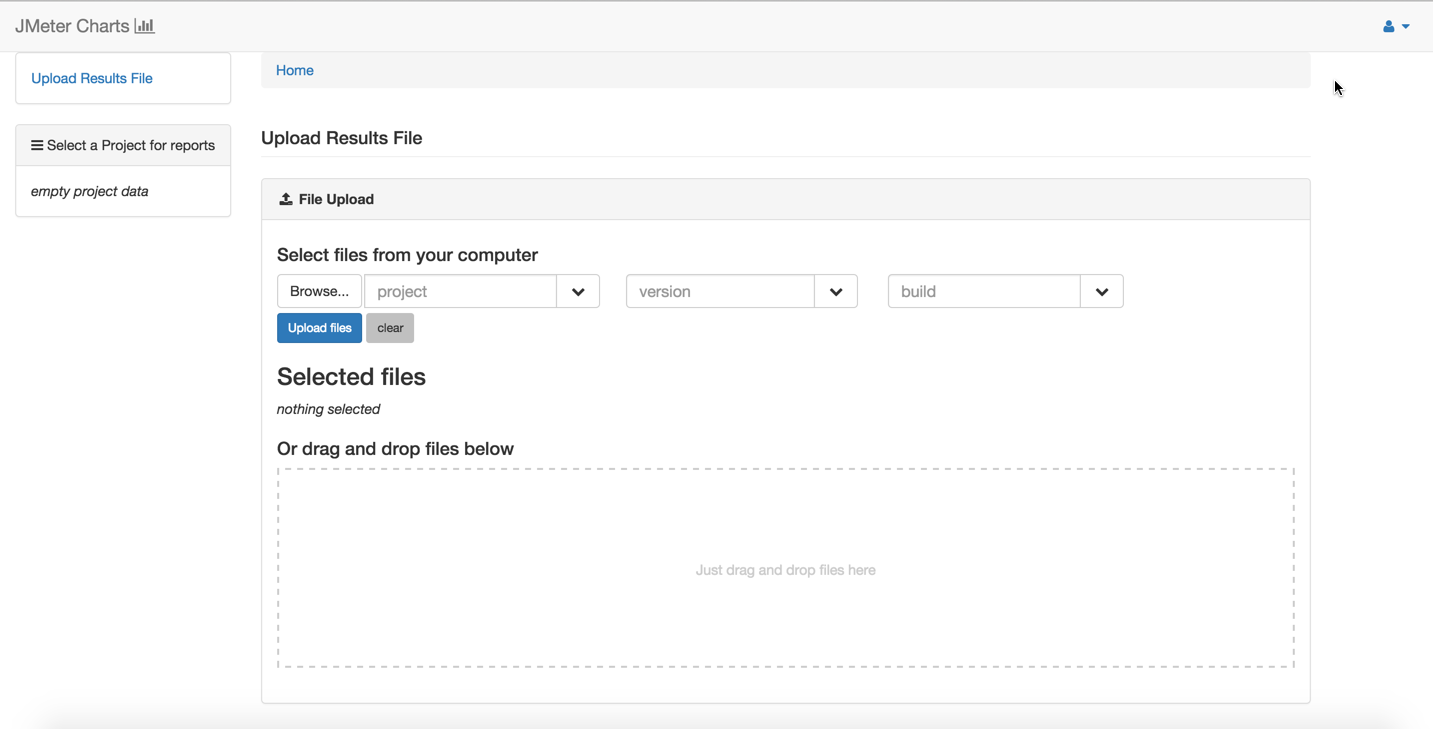 JMeter Charts
Upload Results File
Home
Select a Project for reports
empty project data
Upload Results File
File Upload
Select files from your computer
Browse... project version build
Upload files clear
Selected files
nothing selected
Or drag and drop files below
Just drag and drop files here